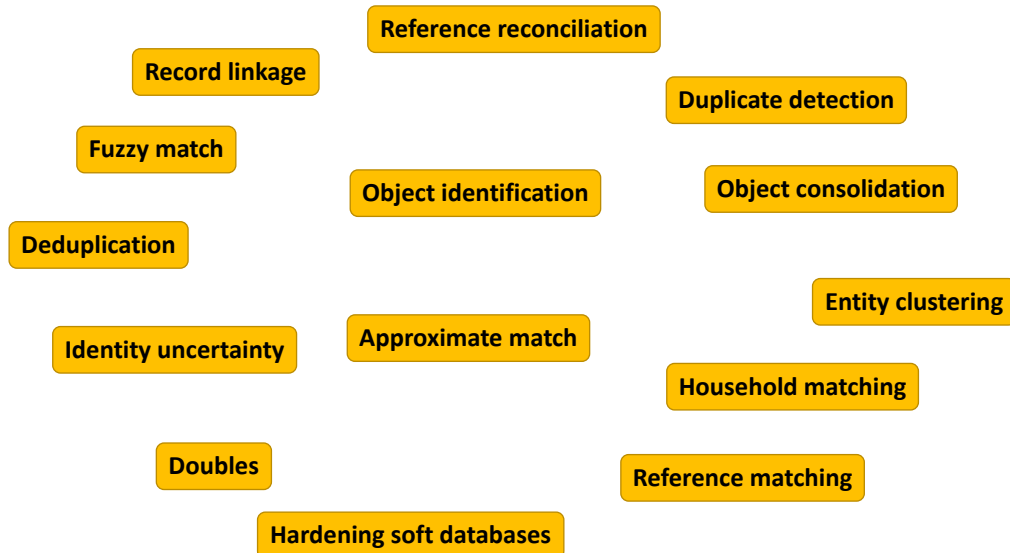 Reference reconciliation
Record linkage
Duplicate detection
Fuzzy match
Object identification
Object consolidation
Deduplication
Entity clustering
Identity uncertainty
Approximate match
Household matching
Doubles
Reference matching
Hardening soft databases